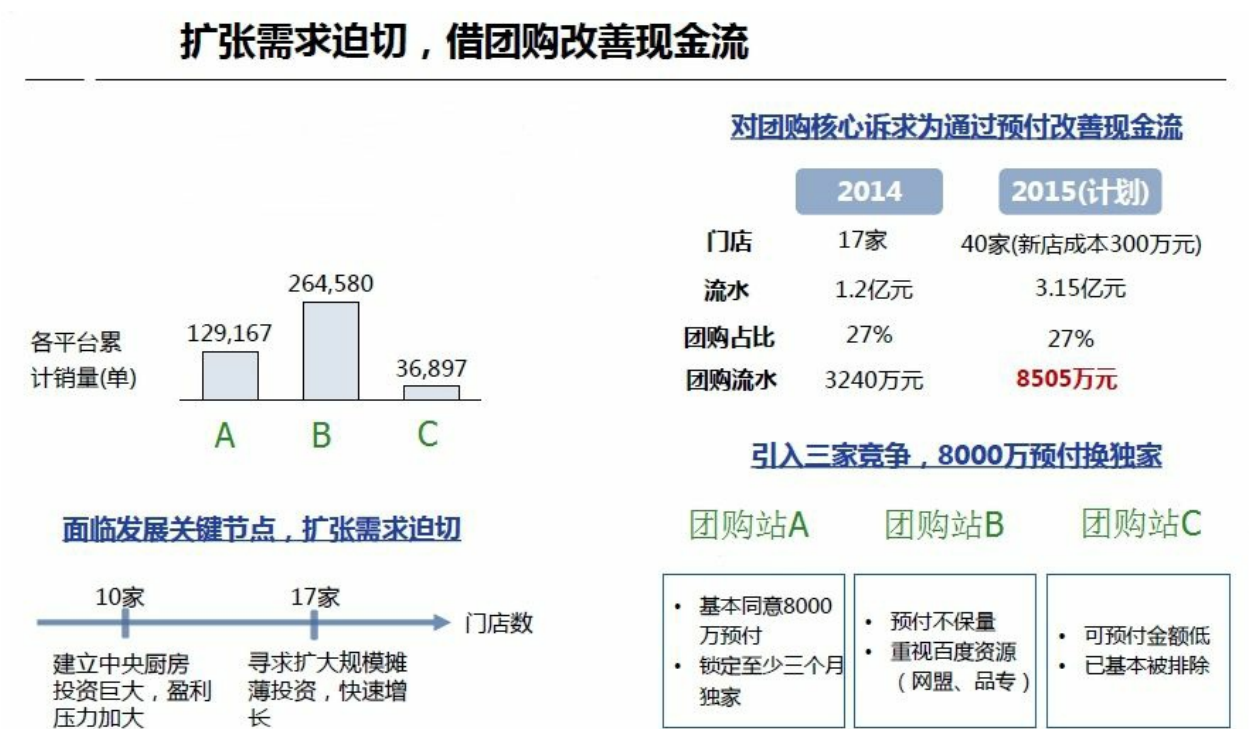 扩张需求迫切，借团购改善现金流
各平台累
计销量(单)
129,167
264,580
36,897
A
B
C
面临发展关键节点，扩张需求迫切
10家
17家
门店数
建立中央厨房
投资巨大，盈利
压力加大
寻求扩大规模摊
薄投资，快速增
长
对团购核心诉求为通过预付改善现金流
2014
2015(计划)
门店
17家
40家(新店成本300万元)
流水
1.2亿元
3.15亿元
团购占比
27%
27%
团购流水
3240万元
8505万元
引入三家竞争，8000万预付换独家
团购站A
团购站B
团购站C
• 基本同意8000
万预付
• 锁定至少三个月
独家
• 预付不保量
• 重视百度资源
（网盟、品专）
• 可预付金额低
• 已基本被排除